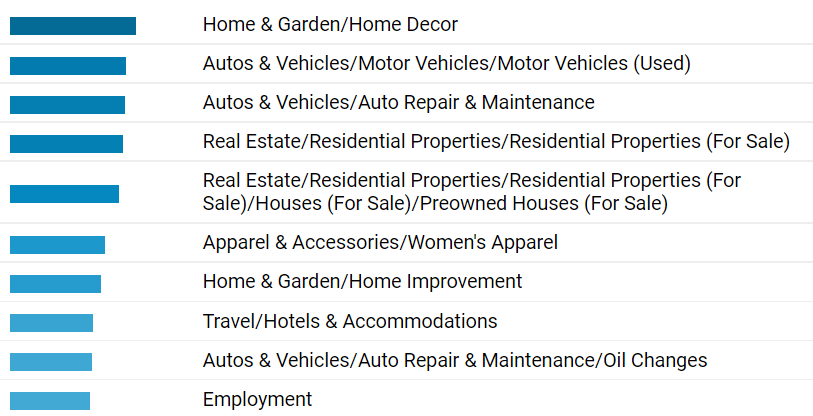 Home & Garden/Home Decor
Autos & Vehicles/Motor Vehicles/Motor Vehicles (Used)
Autos & Vehicles/Auto Repair & Maintenance
Real Estate/Residential Properties/Residential Properties (For Sale)
Real Estate/Residential Properties/Residential Properties (For
Sale)/Houses (For Sale)/Preowned Houses (For Sale)
Apparel & Accessories/Women's Apparel
Home & Garden/Home Improvement
Travel/Hotels & Accommodations
Autos & Vehicles/Auto Repair & Maintenance/Oil Changes
Employment